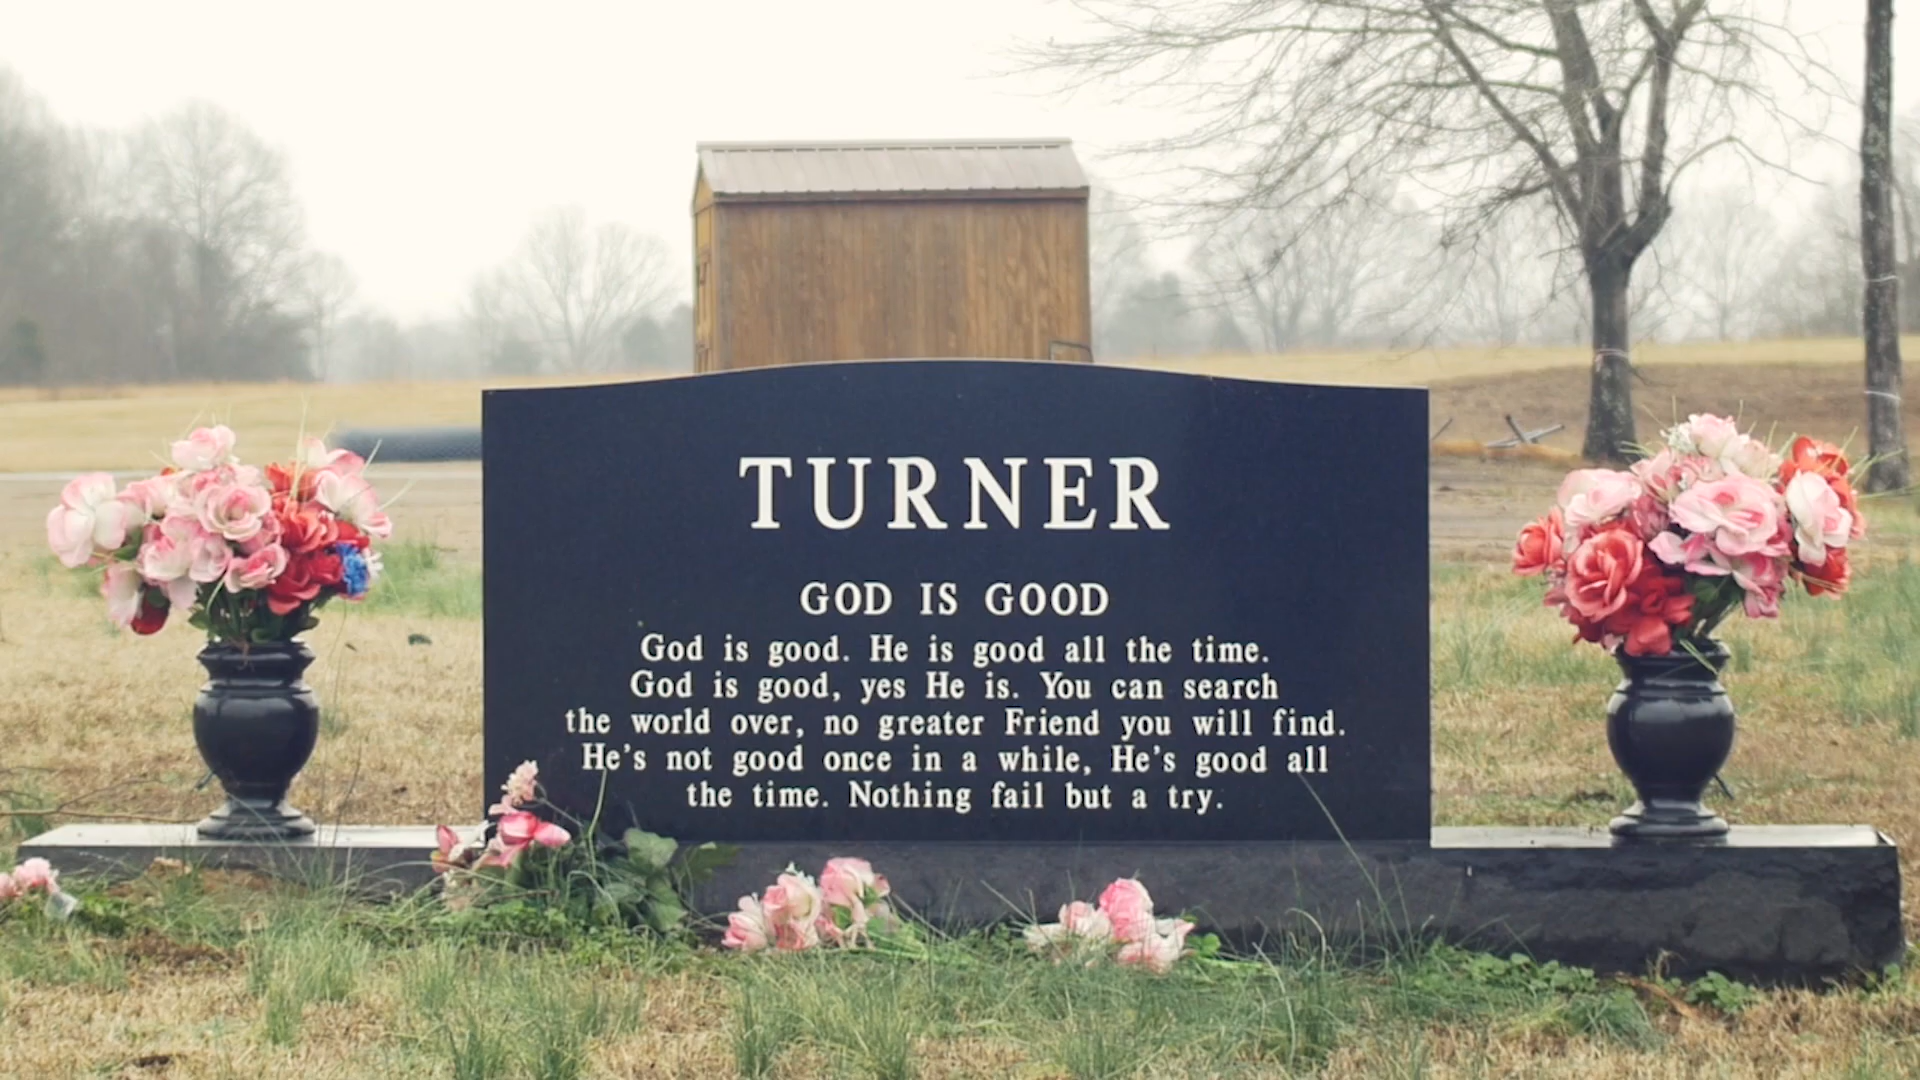 TURNER
GOD IS GOOD
God is good. He is good all the time.
God is good, yes He is. You can search
the world over, no greater Friend you will find.
He's not good once in a while, He's good all
the time. Nothing fail but a try.